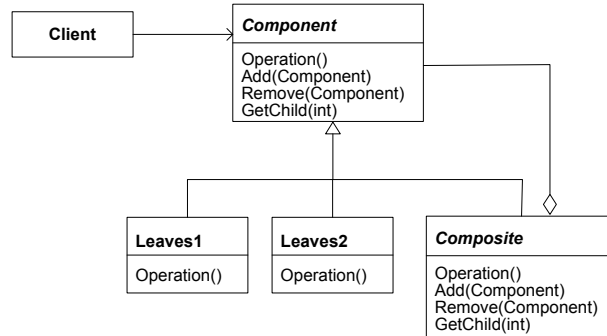 Client
Component
Operation()
Add(Component)
Remove(Component)
GetChild(int)
Leaves1
Operation()
Leaves2
Operation()
Composite
Operation()
Add(Component)
Remove(Component)
GetChild(int)